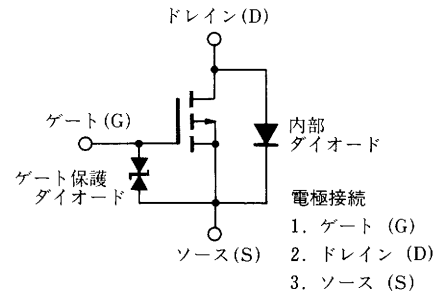 ドレイン(D)
ゲート(G)
内部
ダイオード
ゲート保護
ダイオード
電極接続
ソース(S)
1. ゲート (G)
2. ドレイン (D)
3. ソース (S)